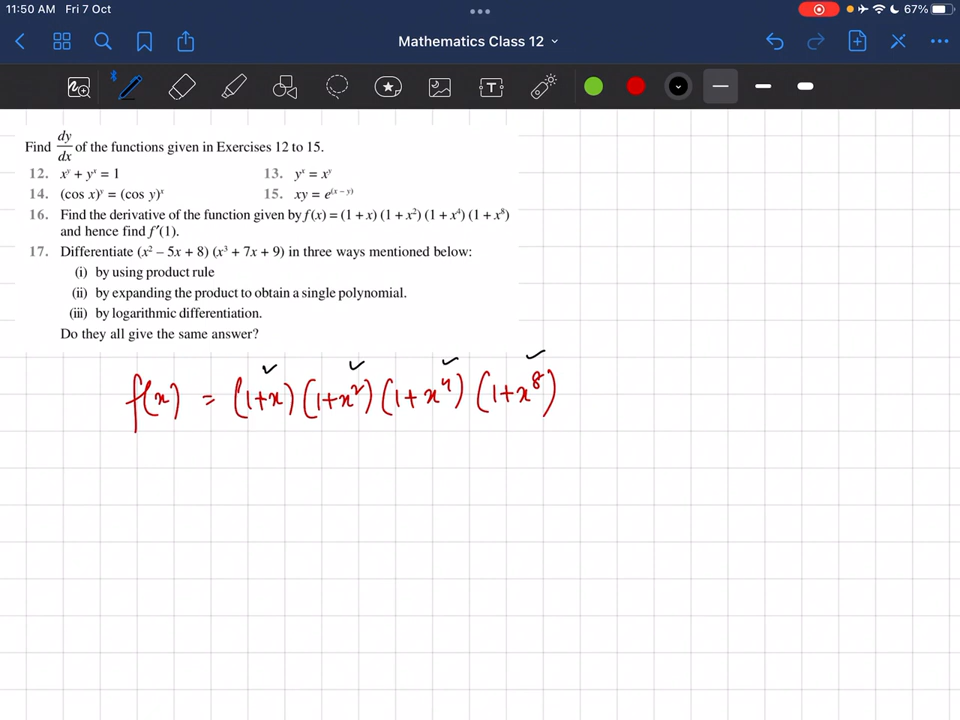 11:50 AM Fri 7 Oct
67%
Mathematics Class 12
Find dy/dx of the functions given in Exercises 12 to 15.
12. xʸ + yˣ = 1 13. yˣ = xʸ
14. (cos x)ʸ = (cos y)ˣ 15. xy = e⁽ˣ ⁻ ʸ⁾
16. Find the derivative of the function given by f (x) = (1 + x) (1 + x²) (1 + x⁴) (1 + x⁸)
and hence find f′(1).
17. Differentiate (x² – 5x + 8) (x³ + 7x + 9) in three ways mentioned below:
(i) by using product rule
(ii) by expanding the product to obtain a single polynomial.
(iii) by logarithmic differentiation.
Do they all give the same answer?
f(x) = (1+x) (1+x²) (1+x⁴) (1+x⁸)